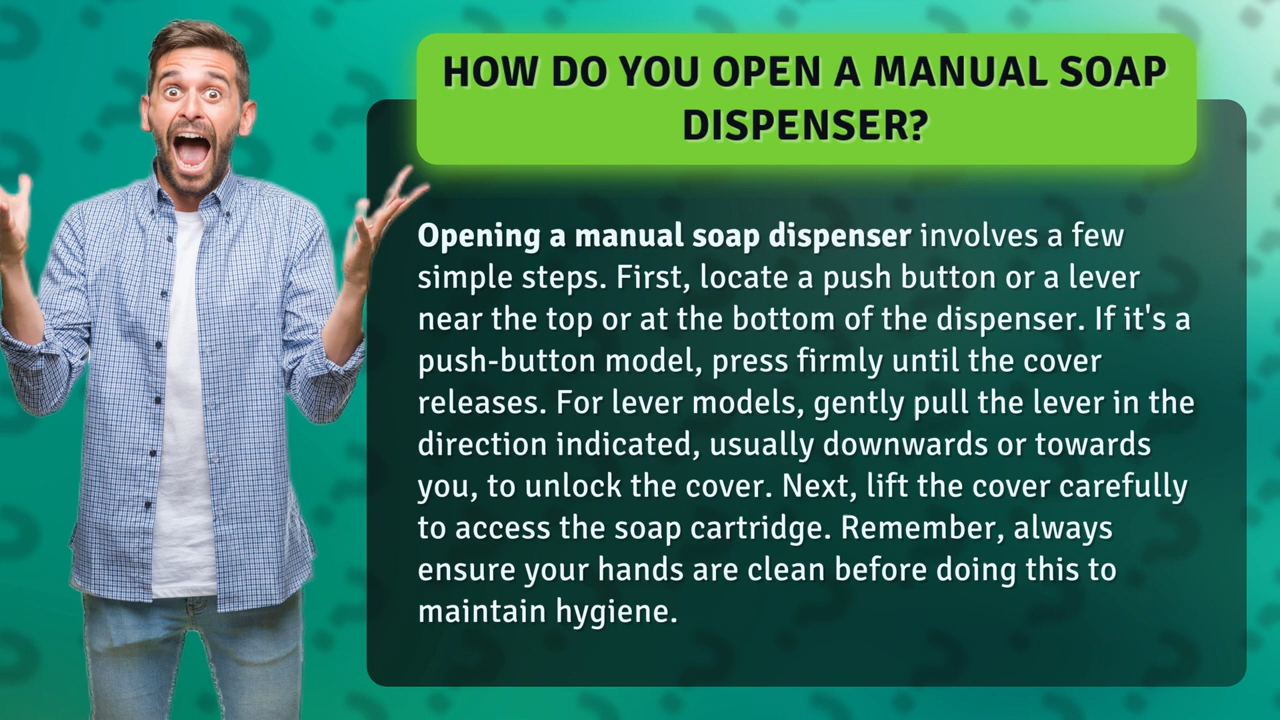 HOW DO YOU OPEN A MANUAL SOAP
DISPENSER?
Opening a manual soap dispenser involves a few
simple steps. First, locate a push button or a lever
near the top or at the bottom of the dispenser. If it's a
push-button model, press firmly until the cover
releases. For lever models, gently pull the lever in the
direction indicated, usually downwards or towards
you, to unlock the cover. Next, lift the cover carefully
to access the soap cartridge. Remember, always
ensure your hands are clean before doing this to
maintain hygiene.